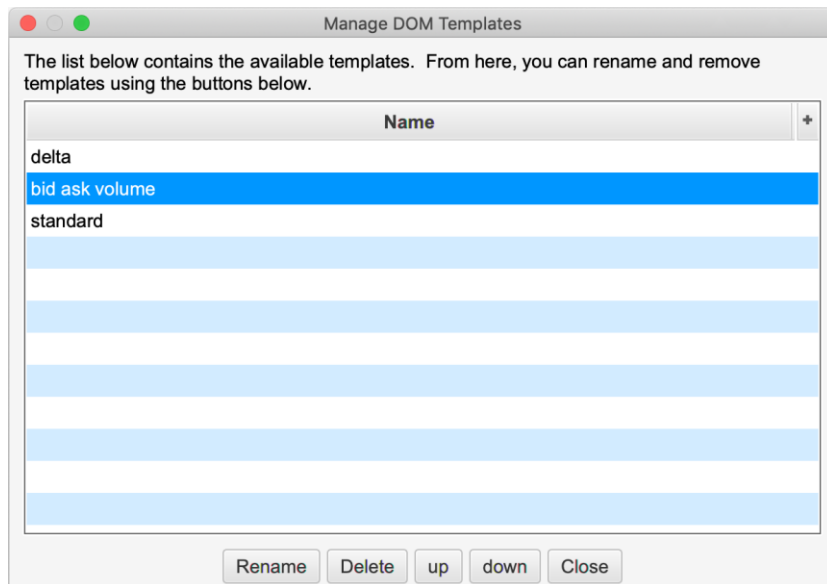 Manage DOM Templates
The list below contains the available templates.  From here, you can rename and remove
templates using the buttons below.
Name +
delta
bid ask volume
standard
Rename Delete up down Close